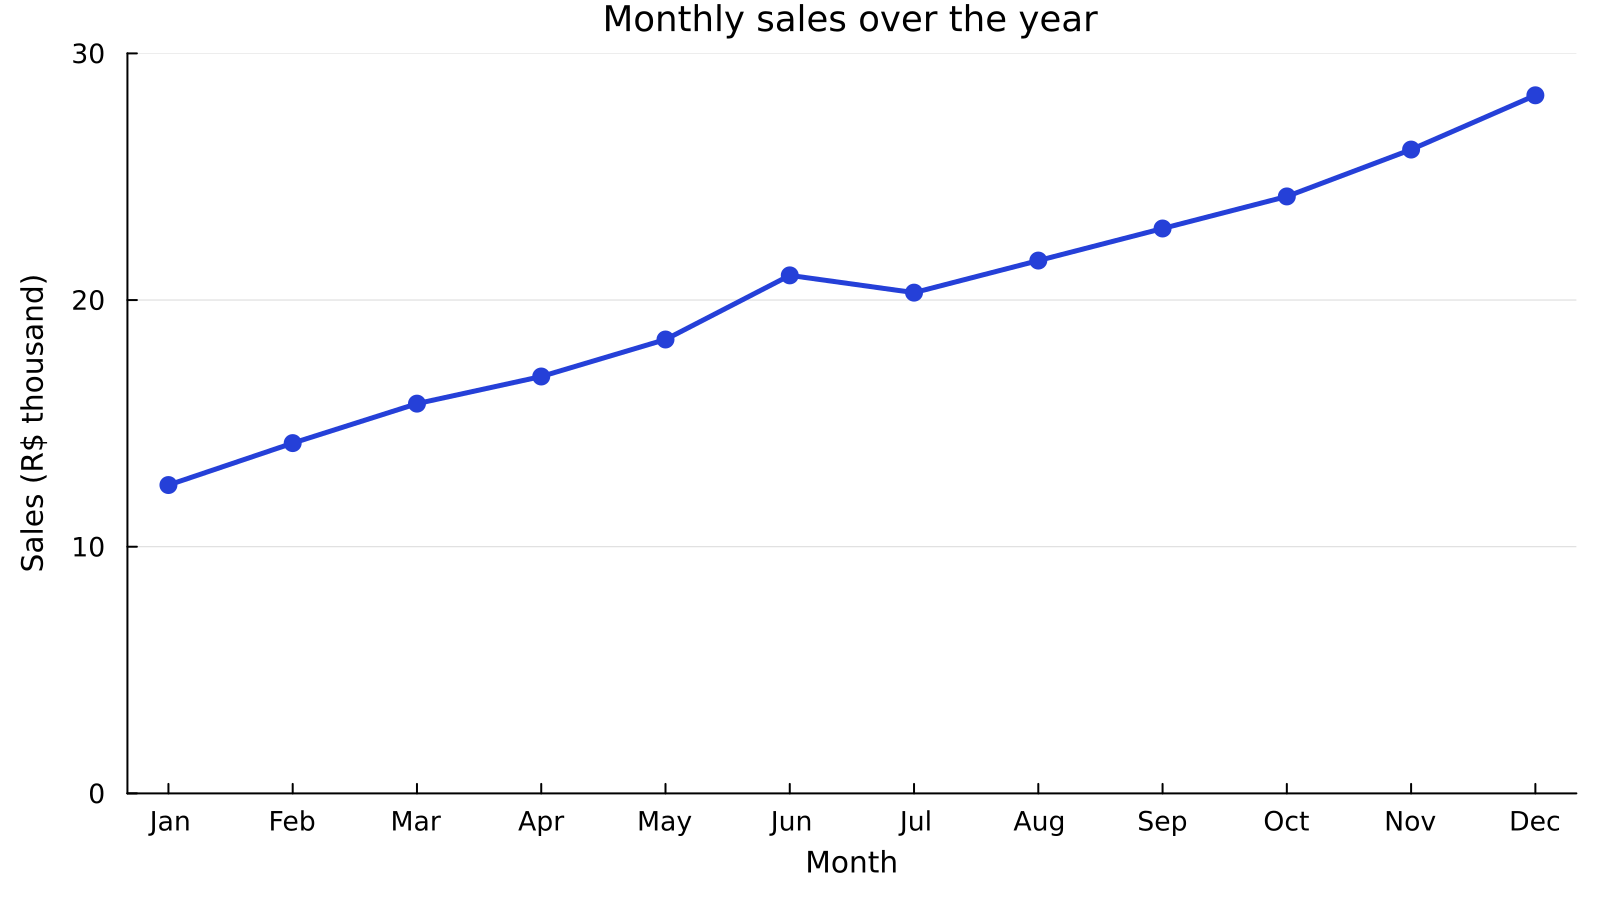 Monthly sales over the year
Sales (R$ thousand)
30
20
10
0
Jan Feb Mar Apr May Jun Jul Aug Sep Oct Nov Dec
Month